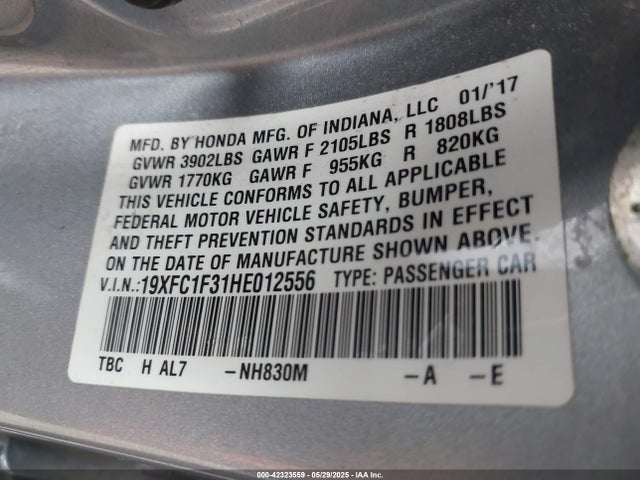 MFD. BY HONDA MFG. OF INDIANA, LLC 01/'17
GVWR 3902LBS GAWR F 2105LBS R 1808LBS
GVWR 1770KG GAWR F 955KG R 820KG
THIS VEHICLE CONFORMS TO ALL APPLICABLE
FEDERAL MOTOR VEHICLE SAFETY, BUMPER,
AND THEFT PREVENTION STANDARDS IN EFFECT
ON THE DATE OF MANUFACTURE SHOWN ABOVE.
V.I.N.:19XFC1F31HE012556 TYPE: PASSENGER CAR
TBC H AL7 -NH830M -A -E
000-42323559 - 05/29/2025 - IAA Inc.